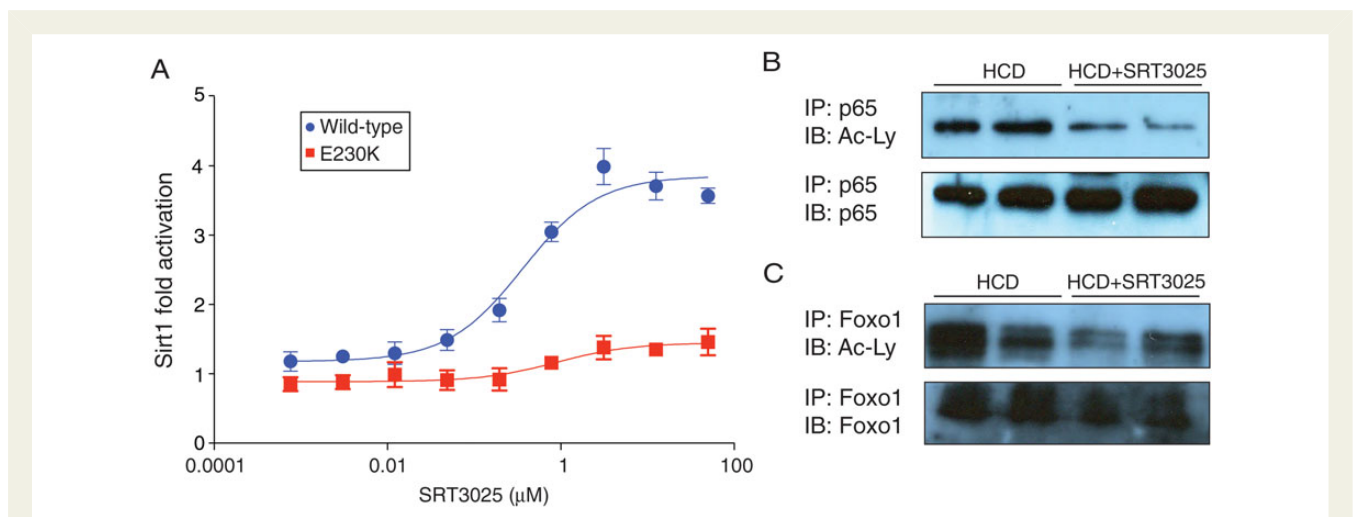 A
5
4
3
2
1
0
Sirt1 fold activation
Wild-type
E230K
0.0001
0.01
1
100
SRT3025 (μM)
B
HCD
HCD+SRT3025
IP: p65
IB: Ac-Ly
IP: p65
IB: p65
C
HCD
HCD+SRT3025
IP: Foxo1
IB: Ac-Ly
IP: Foxo1
IB: Foxo1